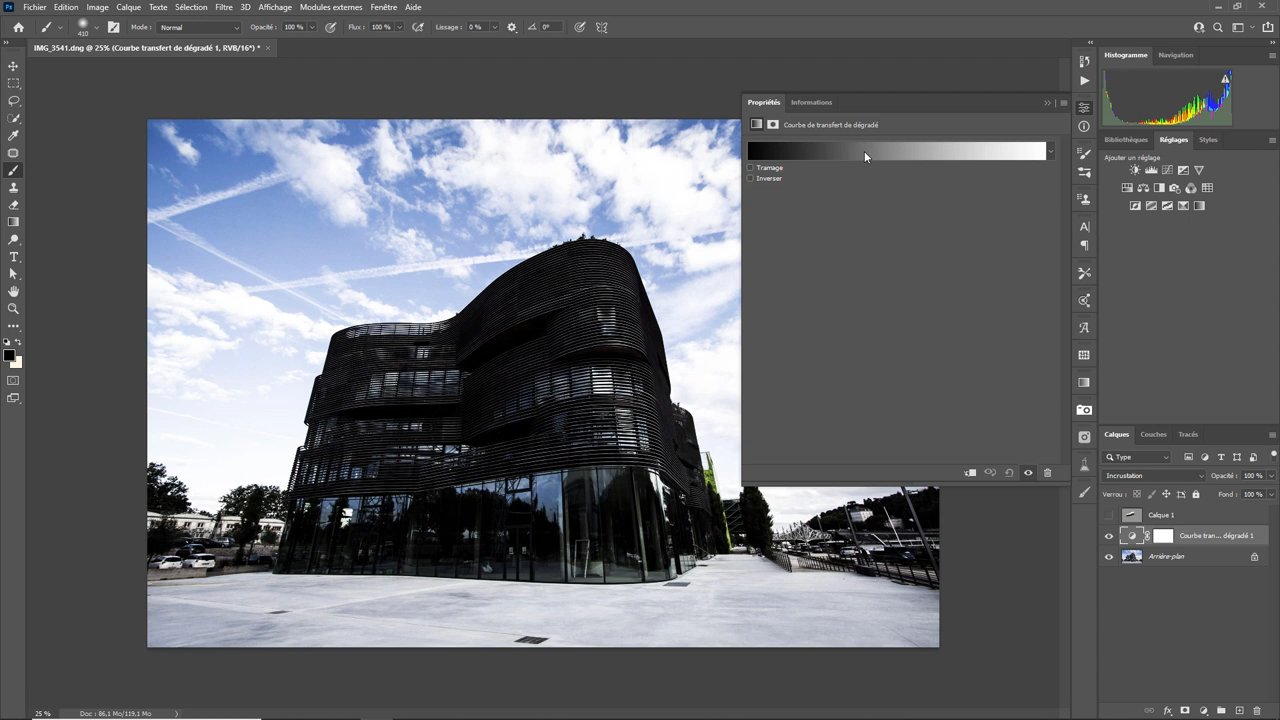 Ps Fichier Edition Image Calque Texte Sélection Filtre 3D Affichage Modules externes Fenêtre Aide
410 Mode : Normal Opacité : 100 % Flux : 100 % Lissage : 0 % 0°
IMG_3541.dng @ 25% (Courbe transfert de dégradé 1, RVB/16*) *
Histogramme Navigation
Propriétés Informations
Courbe de transfert de dégradé
Tramage
Inverser
Bibliothèques Réglages Styles
Ajouter un réglage
Calques Couches Tracés
Type
Incrustation Opacité : 100 %
Verrou : Fond : 100 %
Calque 1
Courbe tran... dégradé 1
Arrière-plan
25 % Doc : 86,1 Mo/119,1 Mo